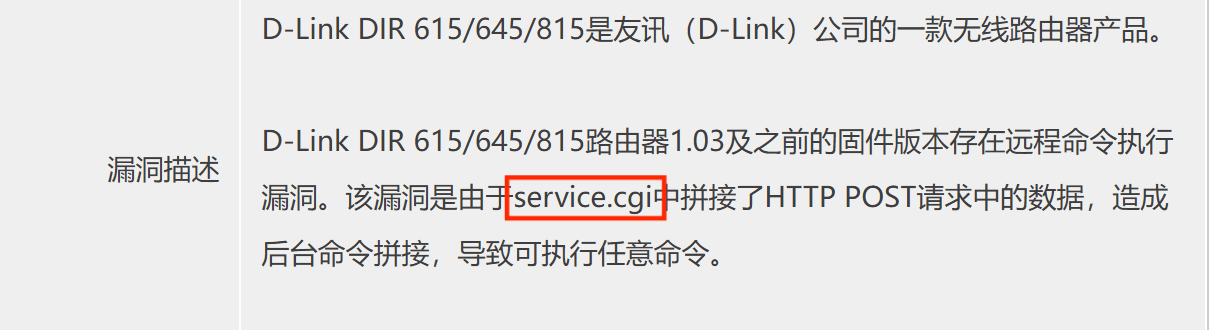 D-Link DIR 615/645/815是友讯（D-Link）公司的一款无线路由器产品。
漏洞描述
D-Link DIR 615/645/815路由器1.03及之前的固件版本存在远程命令执行
漏洞。该漏洞是由于service.cgi中拼接了HTTP POST请求中的数据，造成
后台命令拼接，导致可执行任意命令。